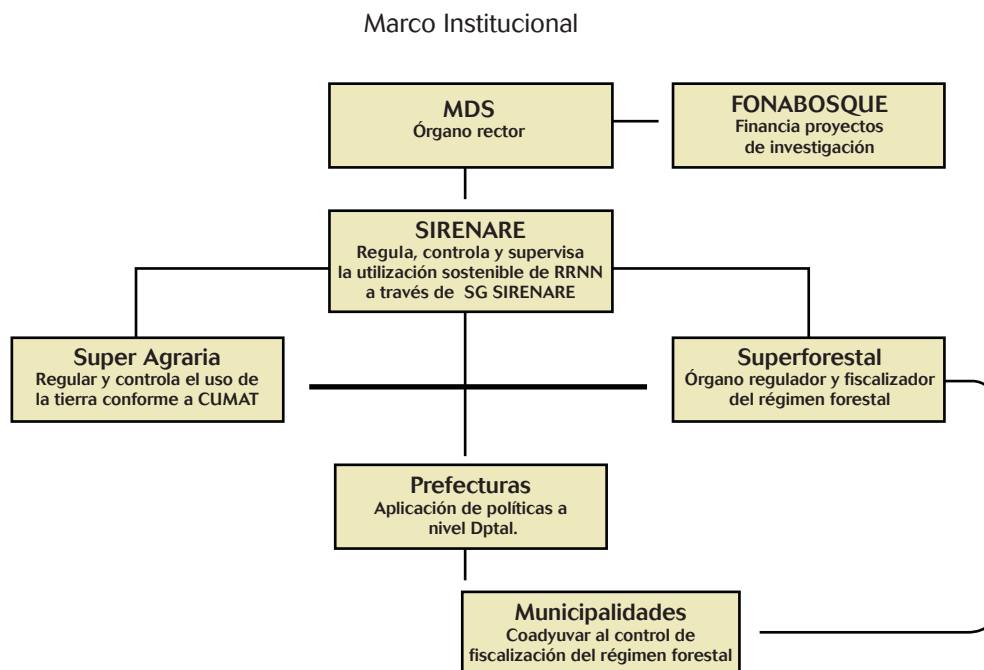 Marco Institucional
MDS
Órgano rector
FONABOSQUE
Financia proyectos
de investigación
SIRENARE
Regula, controla y supervisa
la utilización sostenible de RRNN
a través de SG SIRENARE
Super Agraria
Regular y controla el uso de
la tierra conforme a CUMAT
Superforestal
Órgano regulador y fiscalizador
del régimen forestal
Prefecturas
Aplicación de políticas a
nivel Dptal.
Municipalidades
Coadyuvar al control de
fiscalización del régimen forestal